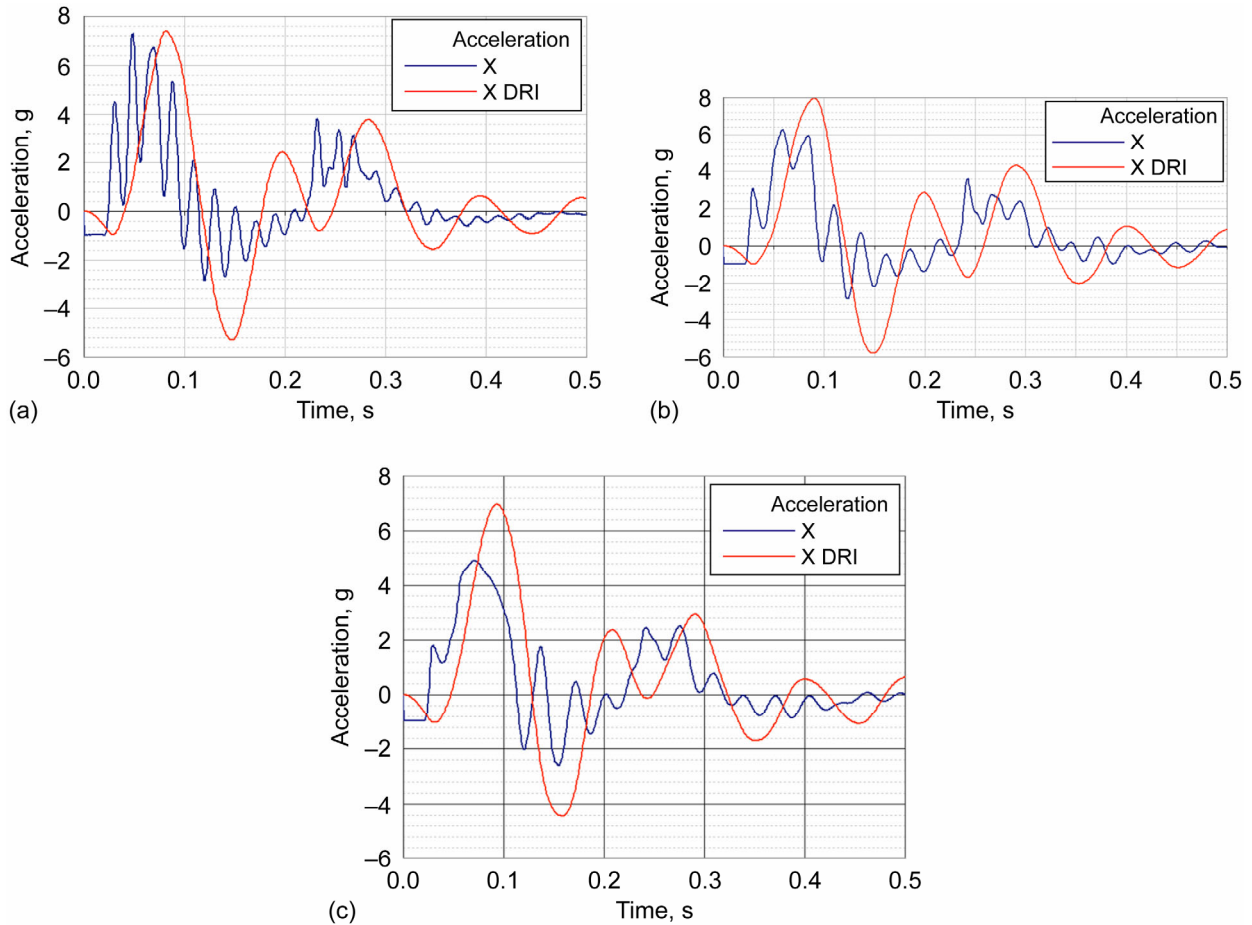 8
6
4
2
0
–2
–4
–6
Acceleration, g
Acceleration
X
X DRI
0.0 0.1 0.2 0.3 0.4 0.5
Time, s
(a)
8
6
4
2
0
–2
–4
–6
Acceleration, g
Acceleration
X
X DRI
0.0 0.1 0.2 0.3 0.4 0.5
Time, s
(b)
8
6
4
2
0
–2
–4
–6
Acceleration, g
Acceleration
X
X DRI
0.0 0.1 0.2 0.3 0.4 0.5
Time, s
(c)